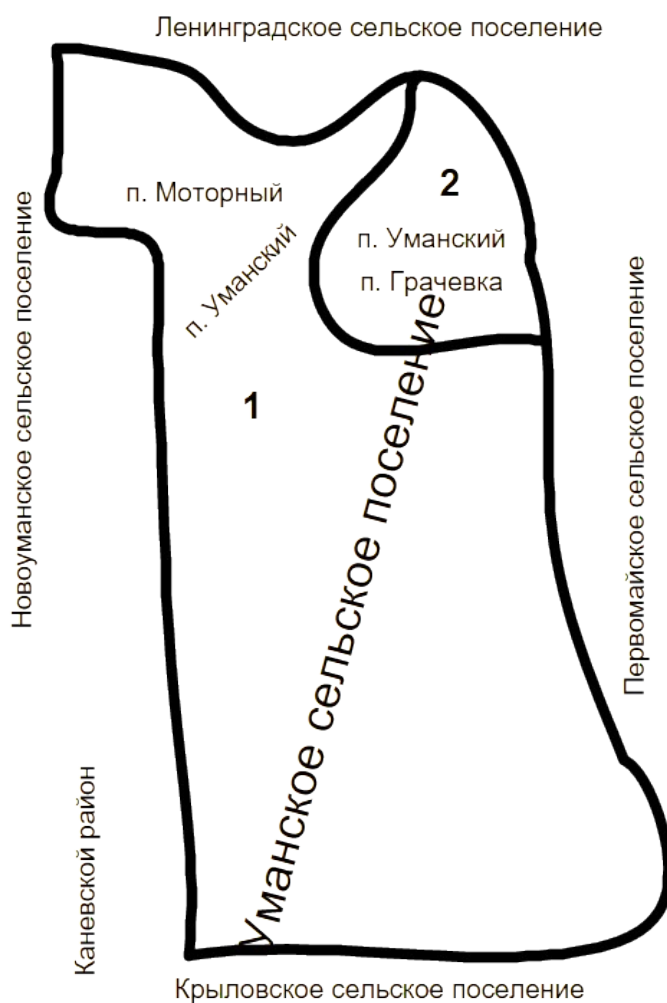 Ленинградское сельское поселение
п. Моторный
2
п. Уманский
п. Уманский
п. Грачевка
1
Новоуманское сельское поселение
Уманское сельское поселение
Первомайское сельское поселение
Каневской район
Крыловское сельское поселение